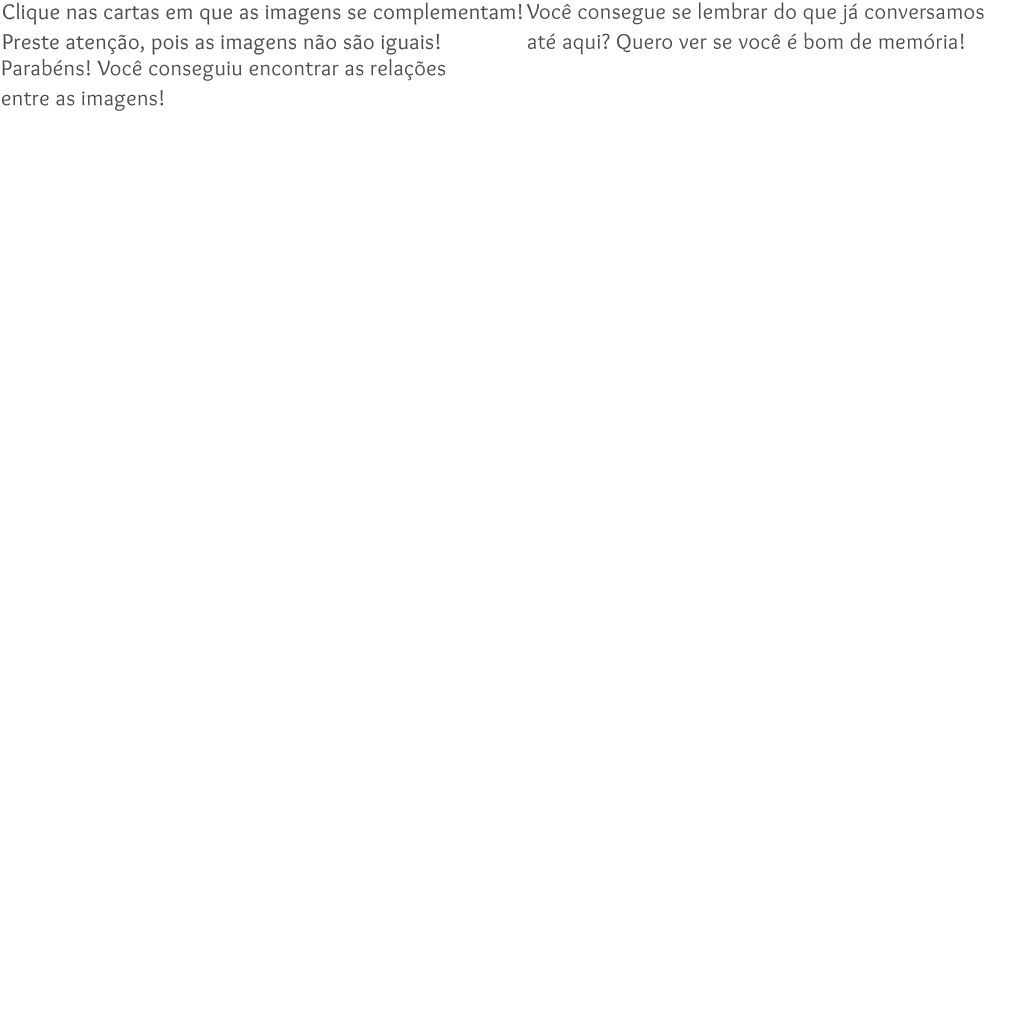 Clique nas cartas em que as imagens se complementam!
Preste atenção, pois as imagens não são iguais!
Parabéns! Você conseguiu encontrar as relações
entre as imagens!
Você consegue se lembrar do que já conversamos
até aqui? Quero ver se você é bom de memória!